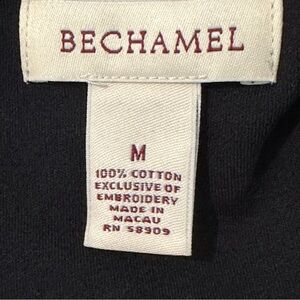 BECHAMEL
M
100% COTTON
EXCLUSIVE OF
EMBROIDERY
MADE IN
MACAU
RN 58909